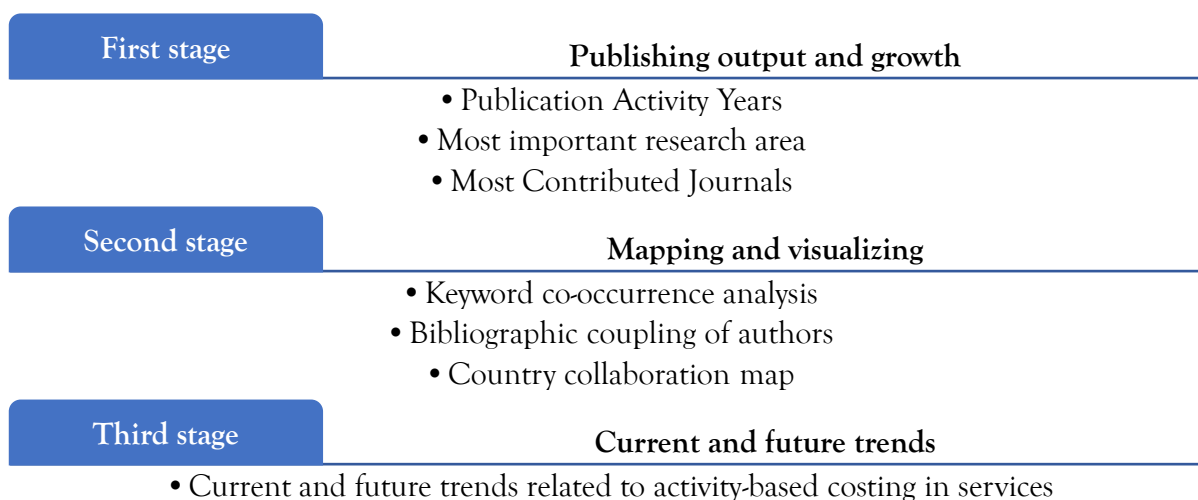 First stage
Publishing output and growth
• Publication Activity Years
• Most important research area
• Most Contributed Journals
Second stage
Mapping and visualizing
• Keyword co-occurrence analysis
• Bibliographic coupling of authors
• Country collaboration map
Third stage
Current and future trends
• Current and future trends related to activity-based costing in services